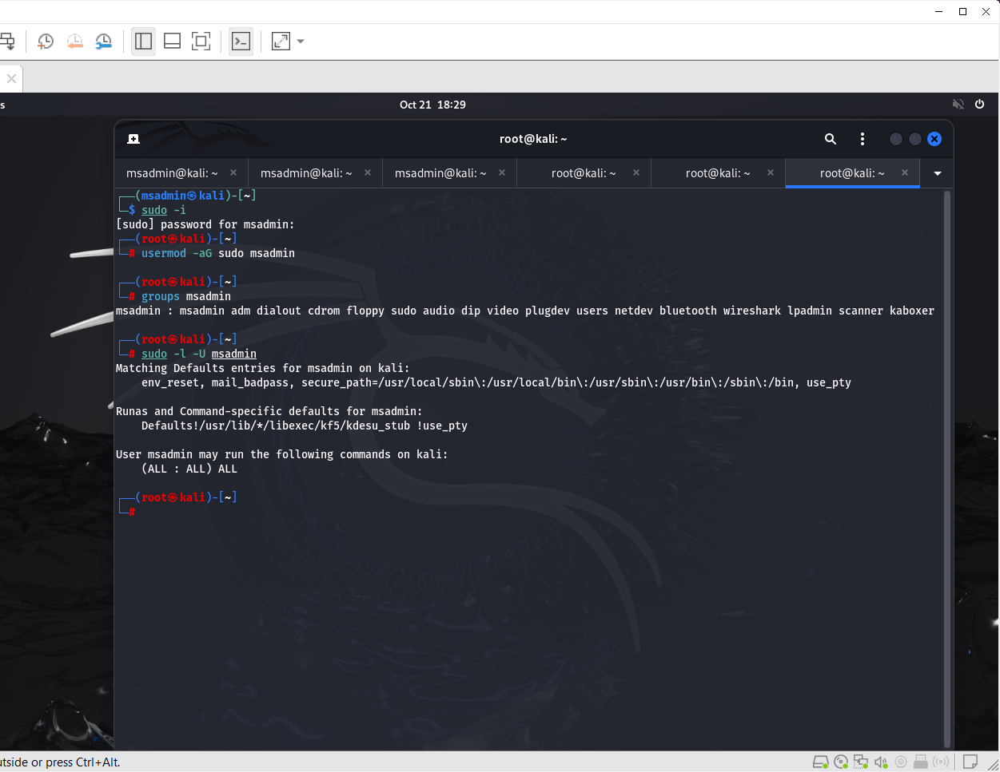 s
Oct 21 18:29
root@kali: ~
msadmin@kali: ~
msadmin@kali: ~
msadmin@kali: ~
root@kali: ~
root@kali: ~
root@kali: ~
┌──(msadmin㉿kali)-[~]
└─$ sudo -i
[sudo] password for msadmin:
┌──(root㉿kali)-[~]
└─# usermod -aG sudo msadmin
┌──(root㉿kali)-[~]
└─# groups msadmin
msadmin : msadmin adm dialout cdrom floppy sudo audio dip video plugdev users netdev bluetooth wireshark lpadmin scanner kaboxer
┌──(root㉿kali)-[~]
└─# sudo -l -U msadmin
Matching Defaults entries for msadmin on kali:
    env_reset, mail_badpass, secure_path=/usr/local/sbin\:/usr/local/bin\:/usr/sbin\:/usr/bin\:/sbin\:/bin, use_pty
Runas and Command-specific defaults for msadmin:
    Defaults!/usr/lib/*/libexec/kf5/kdesu_stub !use_pty
User msadmin may run the following commands on kali:
    (ALL : ALL) ALL
┌──(root㉿kali)-[~]
└─#
utside or press Ctrl+Alt.